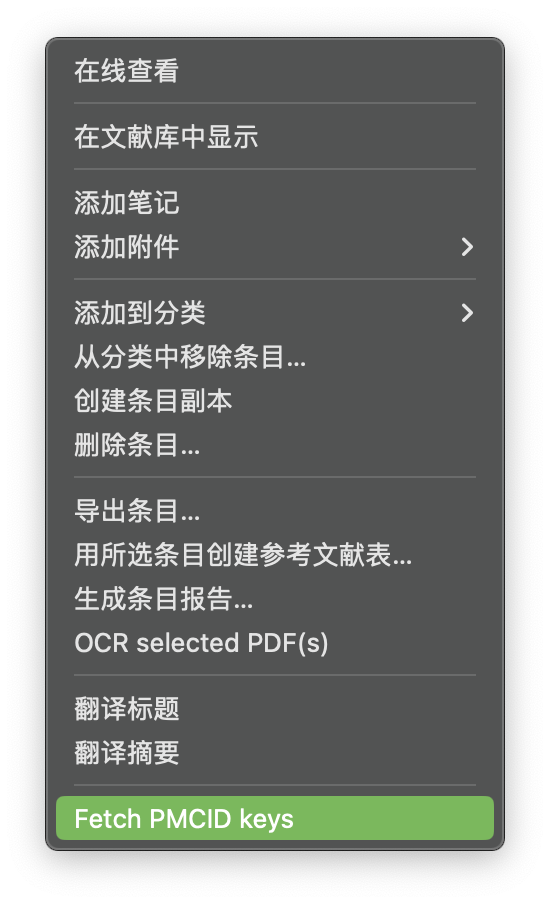 在线查看
在文献库中显示
添加笔记
添加附件
添加到分类
从分类中移除条目...
创建条目副本
删除条目...
导出条目...
用所选条目创建参考文献表...
生成条目报告...
OCR selected PDF(s)
翻译标题
翻译摘要
Fetch PMCID keys